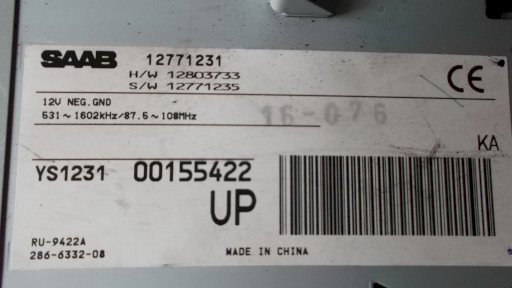 SAAB 12771231
H/W 12803733
S/W 12771235
CE
12V NEG.GND
531~1602kHz/87.5~108MHz
16-076
KA
YS1231 00155422
UP
RU-9422A
286-6332-08
MADE IN CHINA